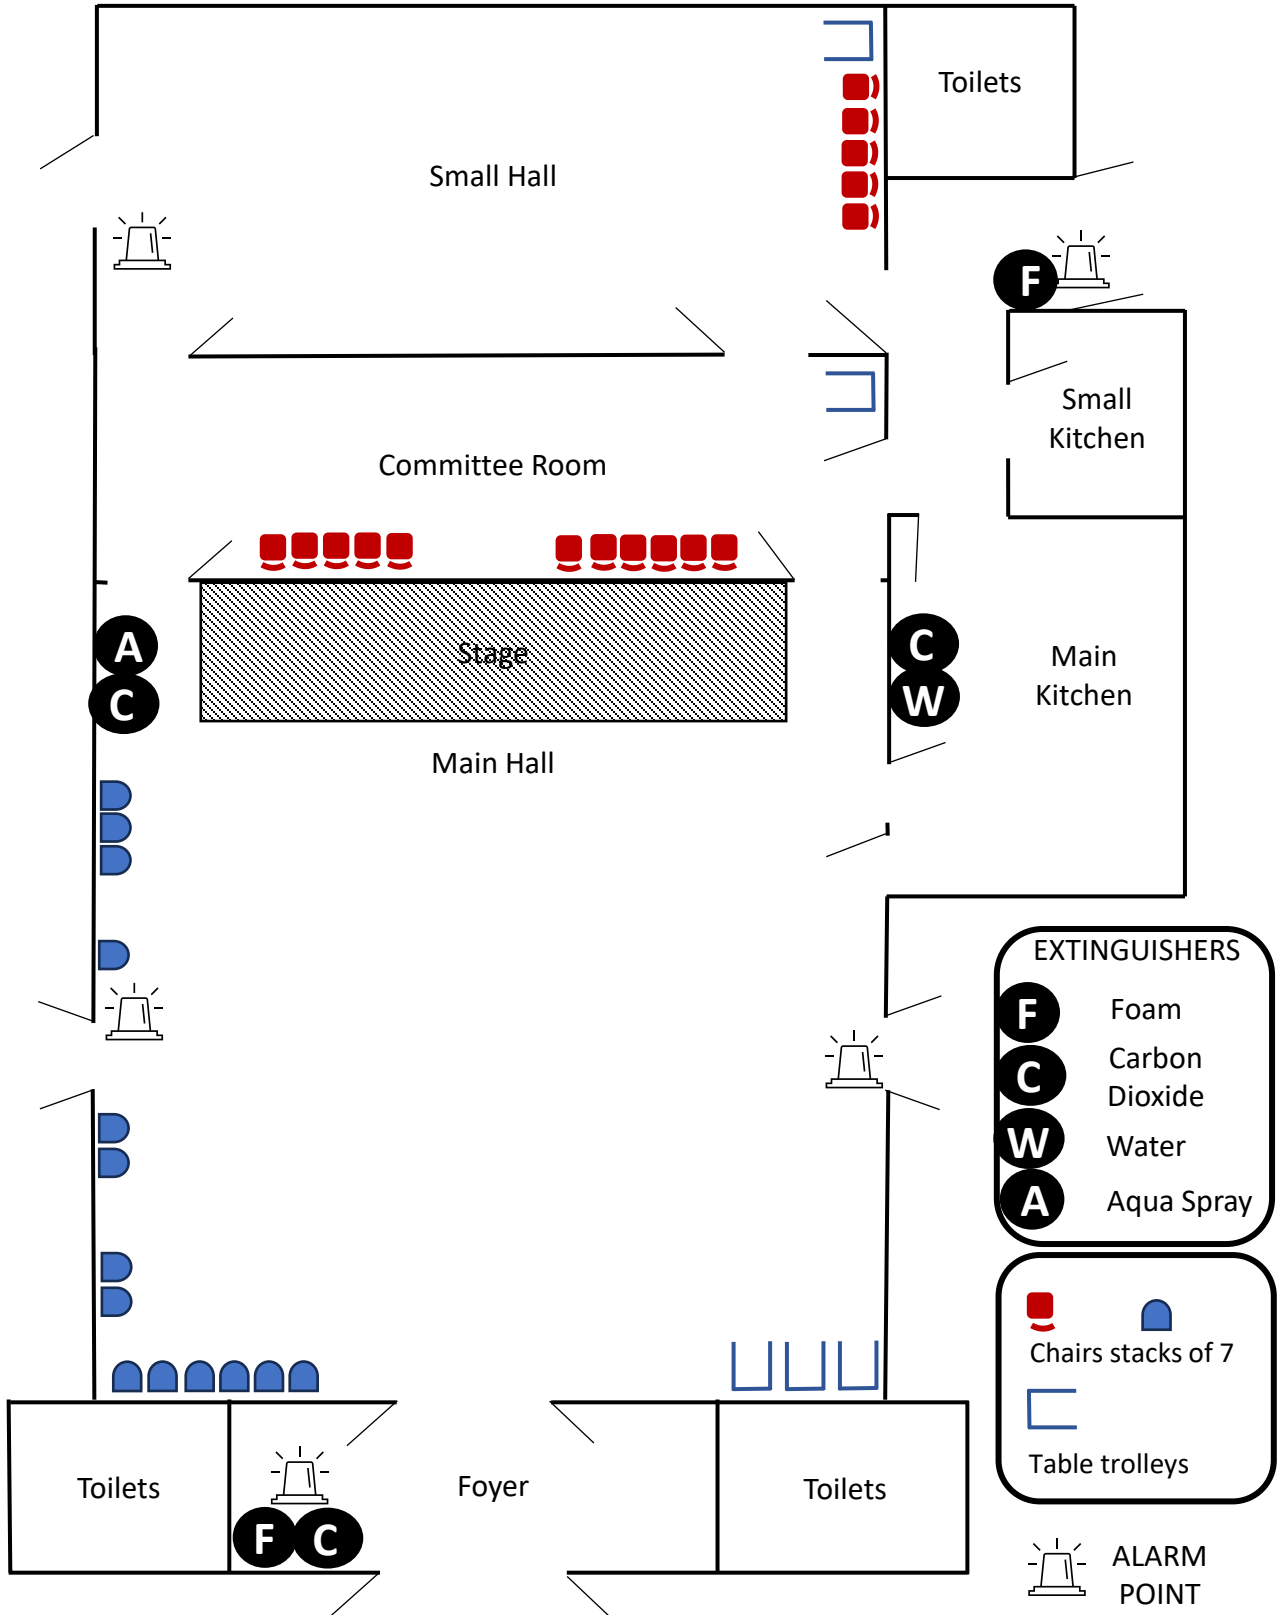 Toilets
Small Hall
F
Small
Kitchen
Committee Room
A
C
Stage
C
W
Main
Kitchen
Main Hall
EXTINGUISHERS
F Foam
C Carbon
Dioxide
W Water
A Aqua Spray
Chairs stacks of 7
Table trolleys
Toilets
Foyer
Toilets
F C
ALARM
POINT